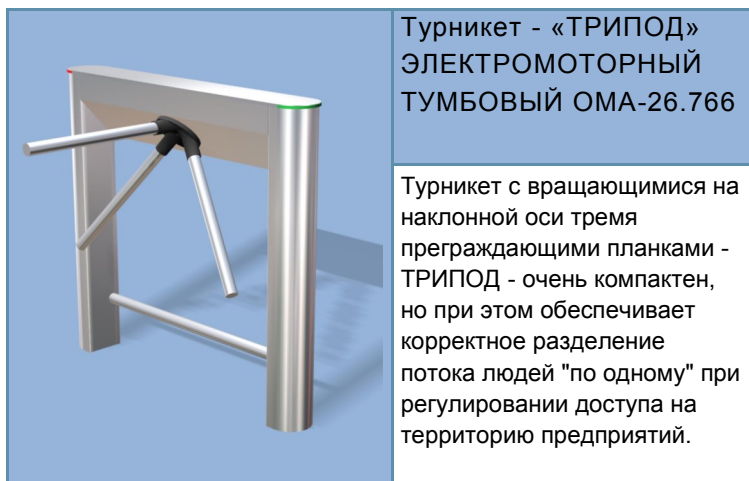 Турникет - «ТРИПОД»
ЭЛЕКТРОМОТОРНЫЙ
ТУМБОВЫЙ ОМА-26.766
Турникет с вращающимися на
наклонной оси тремя
преграждающими планками -
ТРИПОД - очень компактен,
но при этом обеспечивает
корректное разделение
потока людей "по одному" при
регулировании доступа на
территорию предприятий.